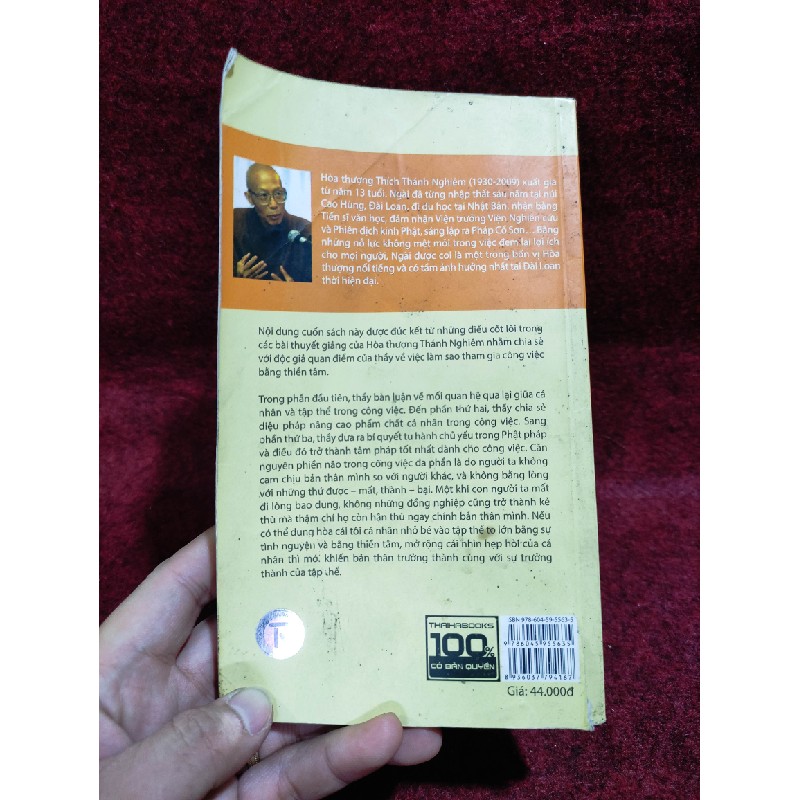 Hòa thượng Thích Thánh Nghiêm (1930-2009) xuất gia
từ năm 13 tuổi. Ngài đã từng nhập thất sáu năm tại núi
Cao Hùng, Đài Loan, đi du học tại Nhật Bản, nhận bằng
Tiến sĩ văn học, đảm nhận Viện trưởng Viện Nghiên cứu
và Phiên dịch kinh Phật, sáng lập ra Pháp Cổ Sơn... Bằng
những nỗ lực không mệt mỏi trong việc đem lại lợi ích
cho mọi người, Ngài được coi là một trong bốn vị Hòa
thượng nổi tiếng và có tầm ảnh hưởng nhất tại Đài Loan
thời hiện đại.
Nội dung cuốn sách này được đúc kết từ những điều cốt lõi trong
các bài thuyết giảng của Hòa thượng Thánh Nghiêm nhằm chia sẻ
với độc giả quan điểm của thầy về việc làm sao tham gia công việc
bằng thiền tâm.
Trong phần đầu tiên, thầy bàn luận về mối quan hệ qua lại giữa cá
nhân và tập thể trong công việc. Đến phần thứ hai, thầy chia sẻ
diệu pháp nâng cao phẩm chất cá nhân trong công việc. Sang
phần thứ ba, thầy đưa ra bí quyết tu hành chủ yếu trong Phật pháp
và điều đó trở thành tâm pháp tốt nhất dành cho công việc. Căn
nguyên phiền não trong công việc đa phần là do người ta không
cam chịu bản thân mình so với người khác, và không bằng lòng
với những thứ được – mất, thành – bại. Một khi con người ta mất
đi lòng bao dung, không những đồng nghiệp cũng trở thành kẻ
thù mà thậm chí họ còn hận thù ngay chính bản thân mình. Nếu
có thể dung hòa cái tôi cá nhân nhỏ bé vào tập thể to lớn bằng sự
tình nguyện và bằng thiền tâm, mở rộng cái nhìn hẹp hòi của cá
nhân thì mới khiến bản thân trưởng thành cùng với sự trưởng
thành của tập thể.
THAIHABOOKS
100%
CÓ BẢN QUYỀN
ISBN 978-604-59-5563-5
9 786045 955635
8 936037 794187
Giá: 44.000đ